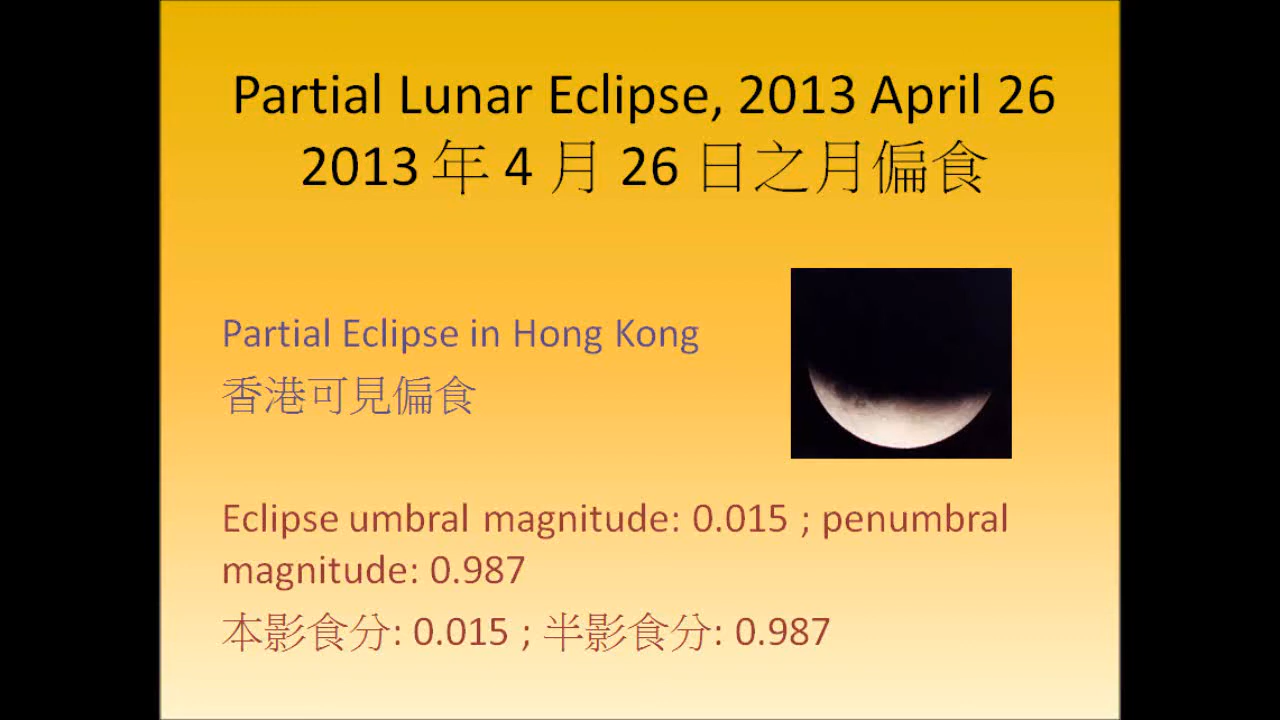 Partial Lunar Eclipse, 2013 April 26
2013 年 4 月 26 日之月偏食
Partial Eclipse in Hong Kong
香港可見偏食
Eclipse umbral magnitude: 0.015 ; penumbral
magnitude: 0.987
本影食分: 0.015 ; 半影食分: 0.987